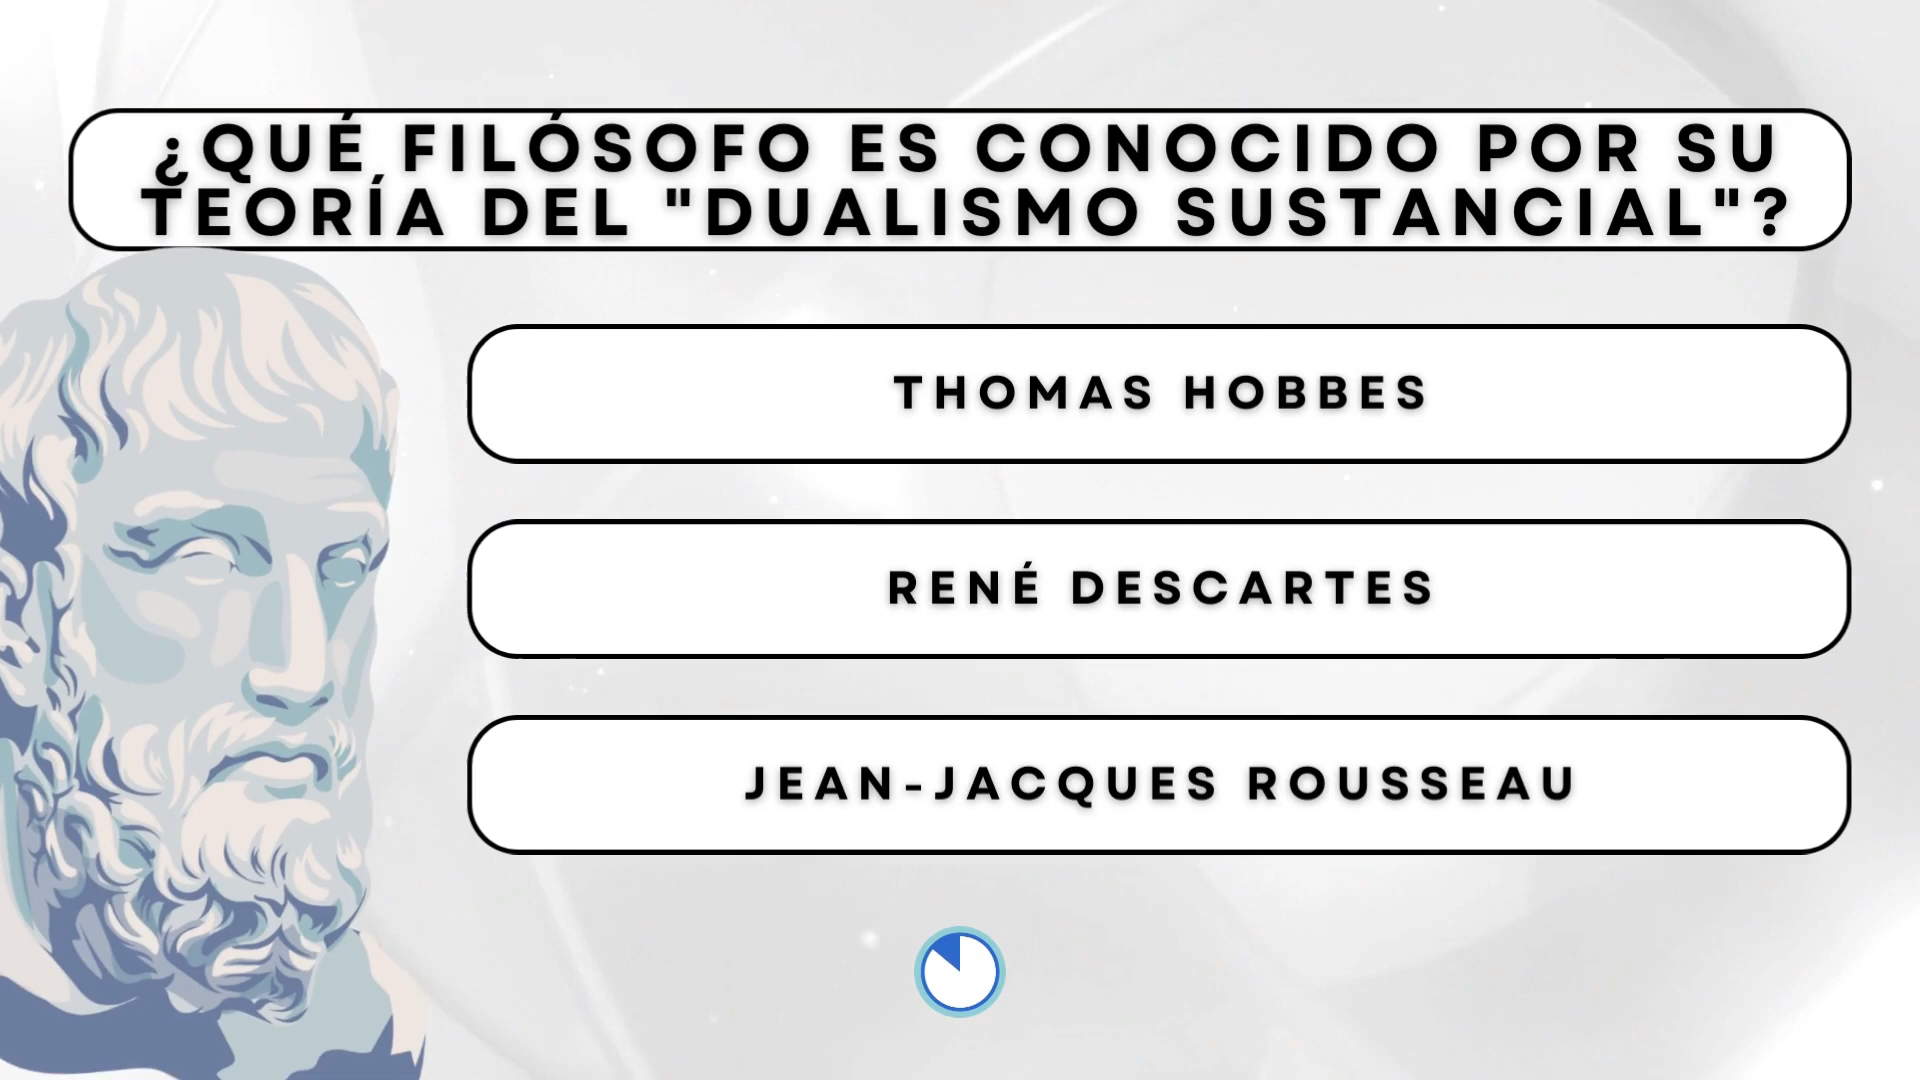 ¿QUÉ FILÓSOFO ES CONOCIDO POR SU
TEORÍA DEL "DUALISMO SUSTANCIAL"?
THOMAS HOBBES
RENÉ DESCARTES
JEAN-JACQUES ROUSSEAU